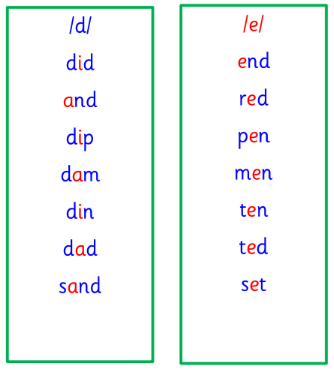 /d/
did
and
dip
dam
din
dad
sand
/e/
end
red
pen
men
ten
ted
set